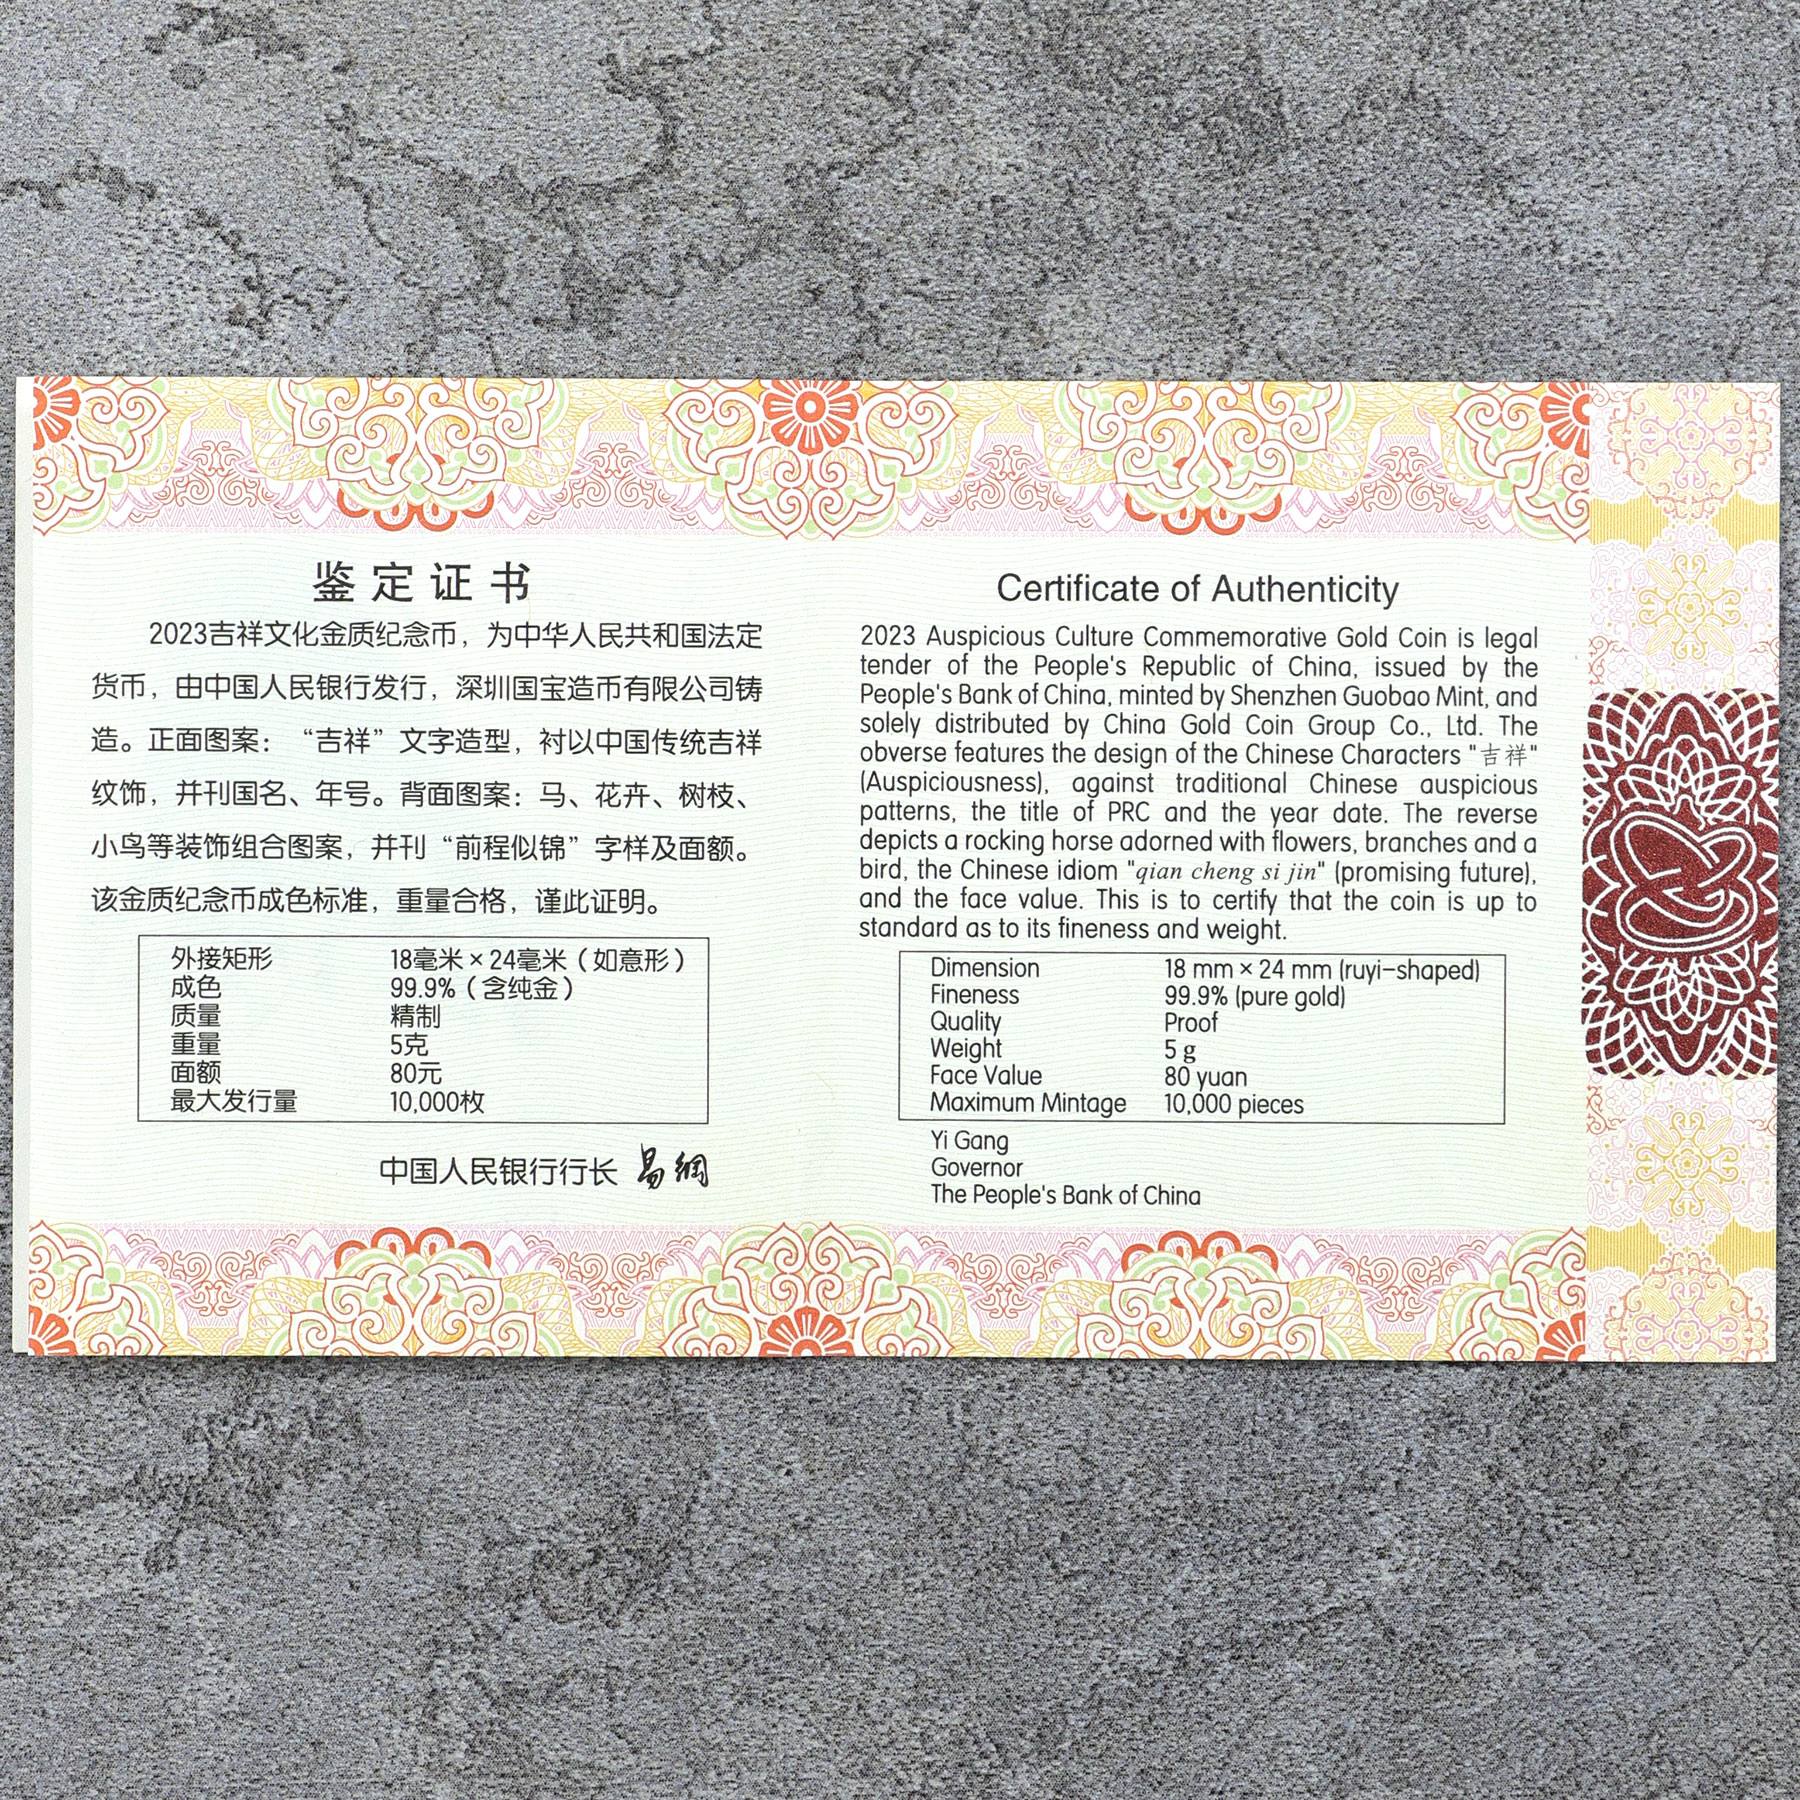 鉴定证书
2023吉祥文化金质纪念币，为中华人民共和国法定
货币，由中国人民银行发行，深圳国宝造币有限公司铸
造。正面图案：“吉祥”文字造型，衬以中国传统吉祥
纹饰，并刊国名、年号。背面图案：马、花卉、树枝、
小鸟等装饰组合图案，并刊“前程似锦”字样及面额。
该金质纪念币成色标准，重量合格，谨此证明。
外接矩形 18毫米×24毫米（如意形）
成色 99.9%（含纯金）
质量 精制
重量 5克
面额 80元
最大发行量 10,000枚
中国人民银行行长 易纲
Certificate of Authenticity
2023 Auspicious Culture Commemorative Gold Coin is legal
tender of the People's Republic of China, issued by the
People's Bank of China, minted by Shenzhen Guobao Mint, and
solely distributed by China Gold Coin Group Co., Ltd. The
obverse features the design of the Chinese Characters "吉祥"
(Auspiciousness), against traditional Chinese auspicious
patterns, the title of PRC and the year date. The reverse
depicts a rocking horse adorned with flowers, branches and a
bird, the Chinese idiom "qian cheng si jin" (promising future),
and the face value. This is to certify that the coin is up to
standard as to its fineness and weight.
Dimension 18 mm × 24 mm (ruyi-shaped)
Fineness 99.9% (pure gold)
Quality Proof
Weight 5 g
Face Value 80 yuan
Maximum Mintage 10,000 pieces
Yi Gang
Governor
The People's Bank of China